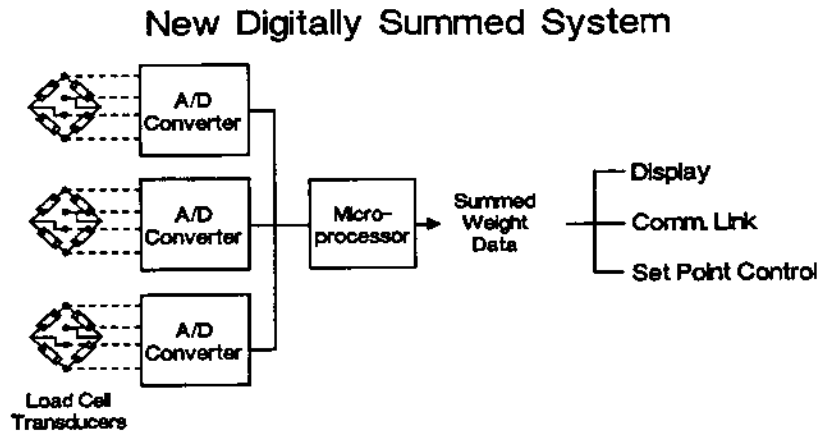 New Digitally Summed System
A/D
Converter
A/D
Converter
A/D
Converter
Load Cell
Transducers
Micro-
processor
Summed
Weight
Data
Display
Comm. Link
Set Point Control